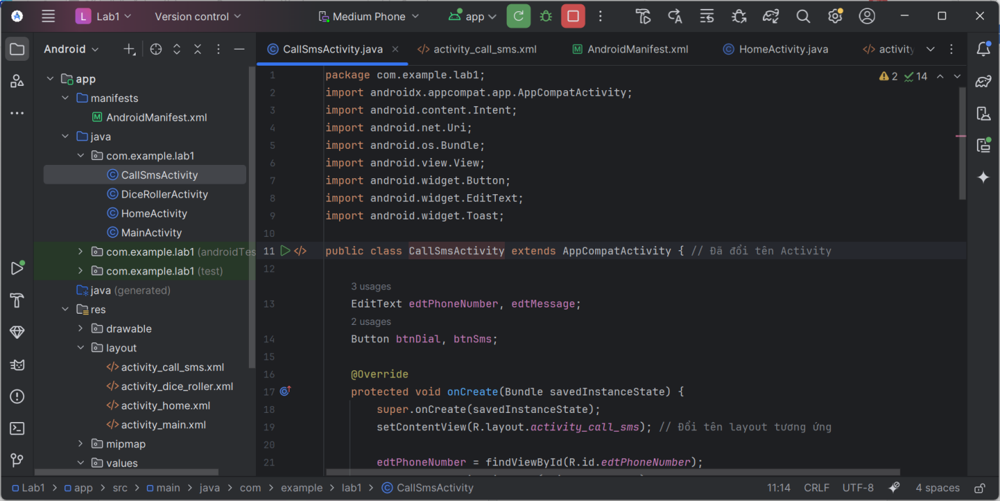 L Lab1 Version control Medium Phone app
Android
CallSmsActivity.java activity_call_sms.xml AndroidManifest.xml HomeActivity.java activity
app
manifests
AndroidManifest.xml
java
com.example.lab1
CallSmsActivity
DiceRollerActivity
HomeActivity
MainActivity
com.example.lab1 (androidTes
com.example.lab1 (test)
java (generated)
res
drawable
layout
activity_call_sms.xml
activity_dice_roller.xml
activity_home.xml
activity_main.xml
mipmap
values
2 14
1 package com.example.lab1;
2 import androidx.appcompat.app.AppCompatActivity;
3 import android.content.Intent;
4 import android.net.Uri;
5 import android.os.Bundle;
6 import android.view.View;
7 import android.widget.Button;
8 import android.widget.EditText;
9 import android.widget.Toast;
10
11 public class CallSmsActivity extends AppCompatActivity { // Đã đổi tên Activity
12
3 usages
13 EditText edtPhoneNumber, edtMessage;
2 usages
14 Button btnDial, btnSms;
15
16 @Override
17 protected void onCreate(Bundle savedInstanceState) {
18 super.onCreate(savedInstanceState);
19 setContentView(R.layout.activity_call_sms); // Đổi tên layout tương ứng
20
21 edtPhoneNumber = findViewById(R.id.edtPhoneNumber);
Lab1 > app > src > main > java > com > example > lab1 > CallSmsActivity 11:14 CRLF UTF-8 4 spaces